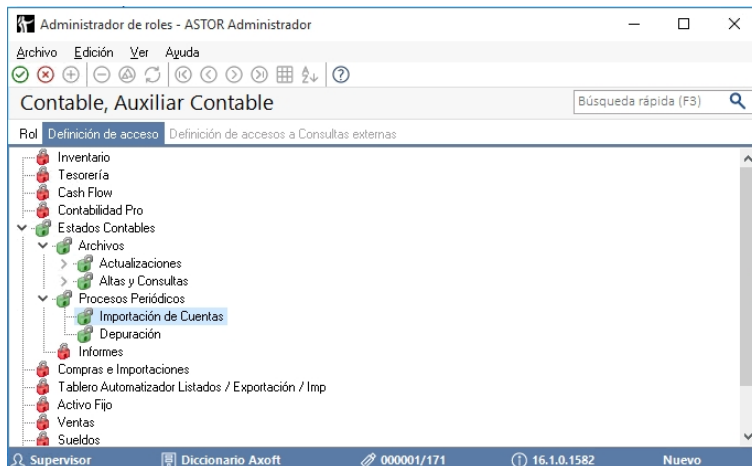 Administrador de roles - ASTOR Administrador
Archivo Edición Ver Ayuda
Contable, Auxiliar Contable
Búsqueda rápida (F3)
Rol Definición de acceso Definición de accesos a Consultas externas
Inventario
Tesorería
Cash Flow
Contabilidad Pro
Estados Contables
Archivos
Actualizaciones
Altas y Consultas
Procesos Periódicos
Importación de Cuentas
Depuración
Informes
Compras e Importaciones
Tablero Automatizador Listados / Exportación / Imp
Activo Fijo
Ventas
Sueldos
Supervisor Diccionario Axoft 000001/171 16.1.0.1582 Nuevo